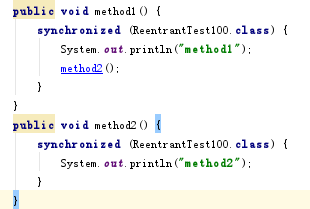 public void method1() {
    synchronized (ReentrantTest100.class) {
        System.out.println("method1");
        method2();
    }
}
public void method2() {
    synchronized (ReentrantTest100.class) {
        System.out.println("method2");
    }
}